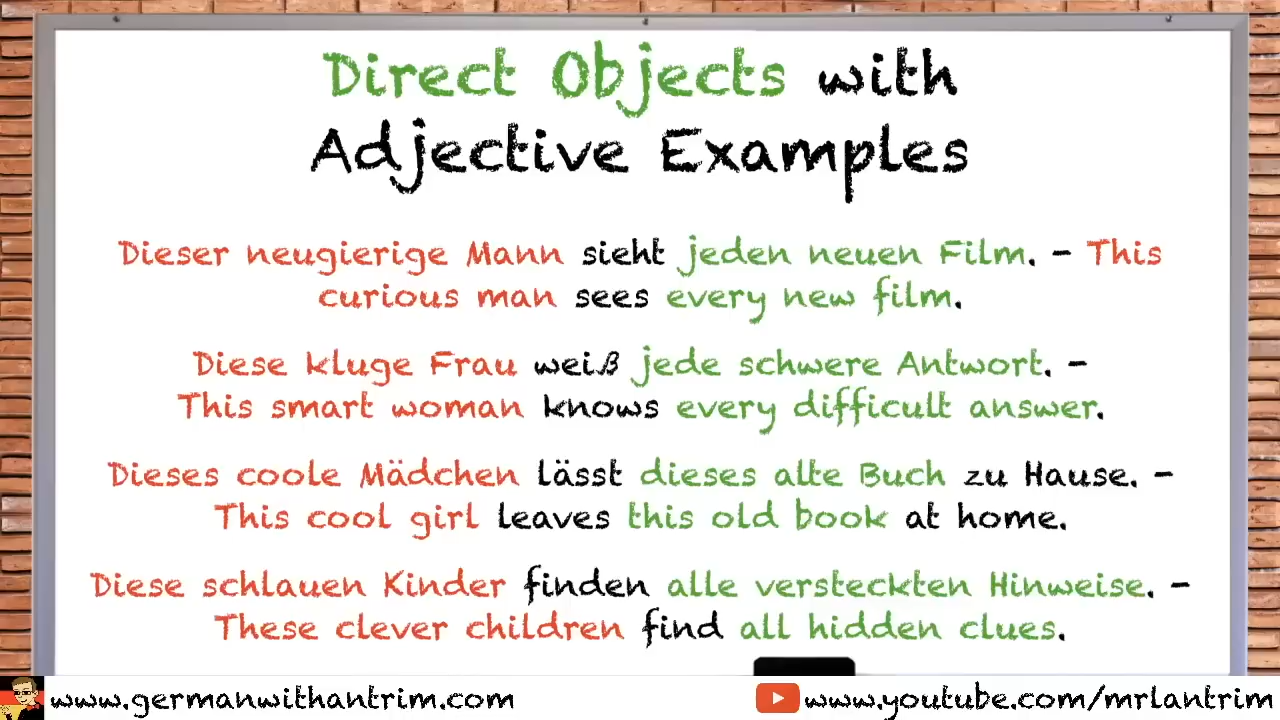 Direct Objects with
Adjective Examples
Dieser neugierige Mann sieht jeden neuen Film. – This
curious man sees every new film.
Diese kluge Frau weiß jede schwere Antwort. –
This smart woman knows every difficult answer.
Dieses coole Mädchen lässt dieses alte Buch zu Hause. –
This cool girl leaves this old book at home.
Diese schlauen Kinder finden alle versteckten Hinweise. –
These clever children find all hidden clues.
www.germanwithantrim.com
www.youtube.com/mrlantrim